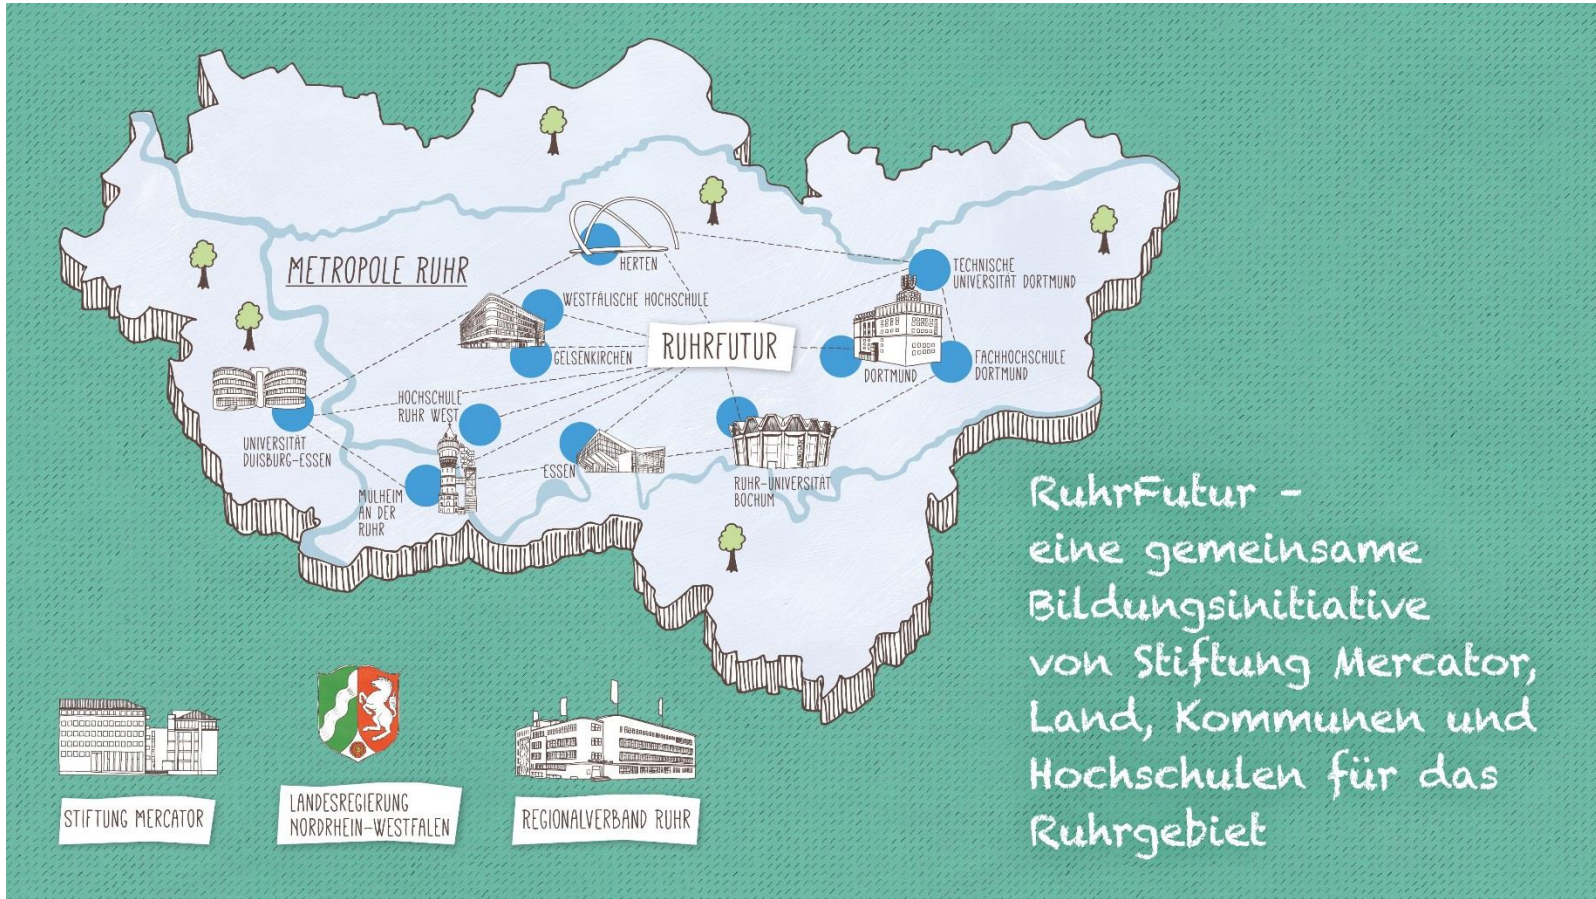 METROPOLE RUHR
HERTEN
TECHNISCHE
UNIVERSITÄT DORTMUND
WESTFÄLISCHE HOCHSCHULE
RUHRFUTUR
GELSENKIRCHEN
DORTMUND
FACHHOCHSCHULE
DORTMUND
HOCHSCHULE
RUHR WEST
UNIVERSITÄT
DUISBURG-ESSEN
ESSEN
MÜLHEIM
AN DER
RUHR
RUHR-UNIVERSITÄT
BOCHUM
RuhrFutur –
eine gemeinsame
Bildungsinitiative
von Stiftung Mercator,
Land, Kommunen und
Hochschulen für das
Ruhrgebiet
STIFTUNG MERCATOR
LANDESREGIERUNG
NORDRHEIN-WESTFALEN
REGIONALVERBAND RUHR